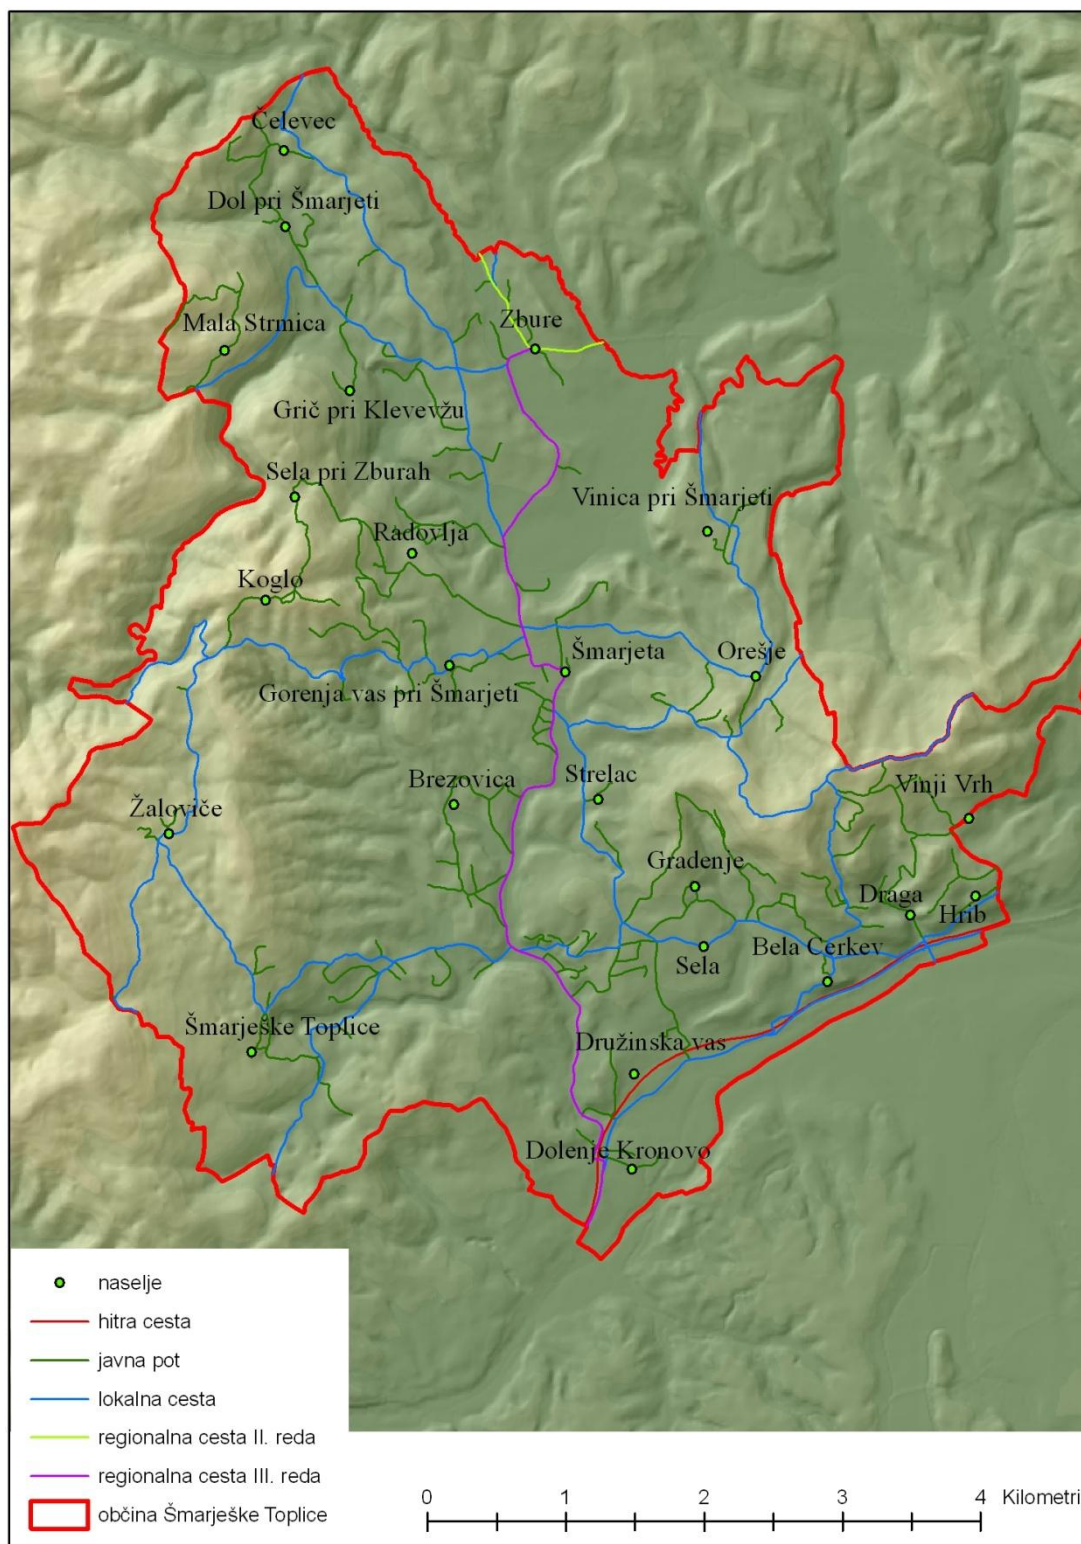 Čelevec
Dol pri Šmarjeti
Mala Strmica
Zbure
Grič pri Klevevžu
Sela pri Zburah
Vinica pri Šmarjeti
Radovlja
Koglo
Šmarjeta
Orešje
Gorenja vas pri Šmarjeti
Brezovica
Strelac
Vinji Vrh
Žaloviče
Gradenje
Draga
Hrib
Bela Cerkev
Sela
Šmarješke Toplice
Družinska vas
Dolenje Kronovo
naselje
hitra cesta
javna pot
lokalna cesta
regionalna cesta II. reda
regionalna cesta III. reda
občina Šmarješke Toplice
0 1 2 3 4 Kilometri